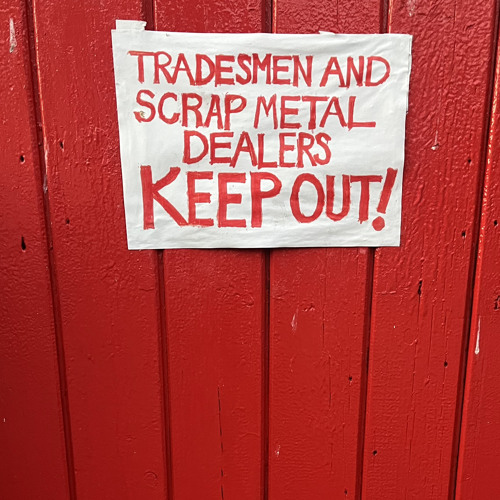 TRADESMEN AND
SCRAP METAL
DEALERS
KEEP OUT!